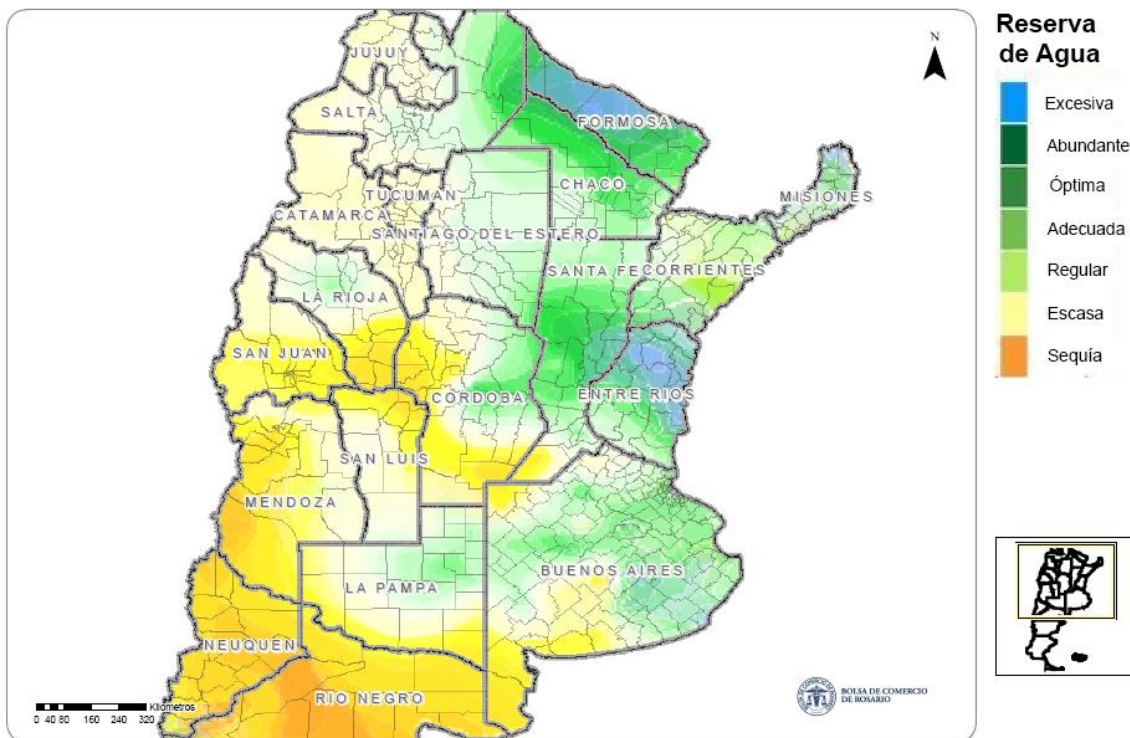 Reserva
de Agua
Excesiva
Abundante
Óptima
Adecuada
Regular
Escasa
Sequía
N
JUJUY
SALTA
FORMOSA
CHACO
MISIONES
TUCUMAN
CATAMARCA
SANTIAGO DEL ESTERO
SANTA FE
CORRIENTES
LA RIOJA
SAN JUAN
CORDOBA
ENTRE RIOS
SAN LUIS
MENDOZA
BUENOS AIRES
LA PAMPA
NEUQUÉN
RIO NEGRO
Kilómetros
0 40 80 160 240 320
BOLSA DE COMERCIO
DE ROSARIO